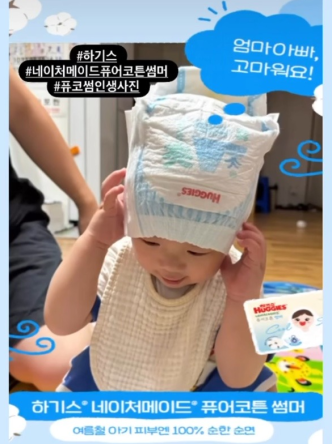 엄마 아빠,
고마워요!
#하기스
#네이처메이드퓨어코튼썸머
#퓨코썸인생사진
HUGGIES
HUGGIES
Cool
하기스® 네이처메이드® 퓨어코튼 썸머
여름철 아기 피부엔 100% 순한 순면